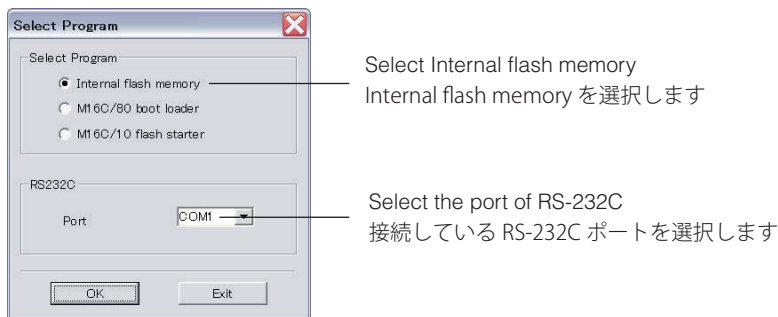 Select Program
Select Program
Internal flash memory
M16C/80 boot loader
M16C/10 flash starter
Select Internal flash memory
Internal flash memory を選択します
RS232C
Port
COM1
Select the port of RS-232C
接続している RS-232C ポートを選択します
OK
Exit